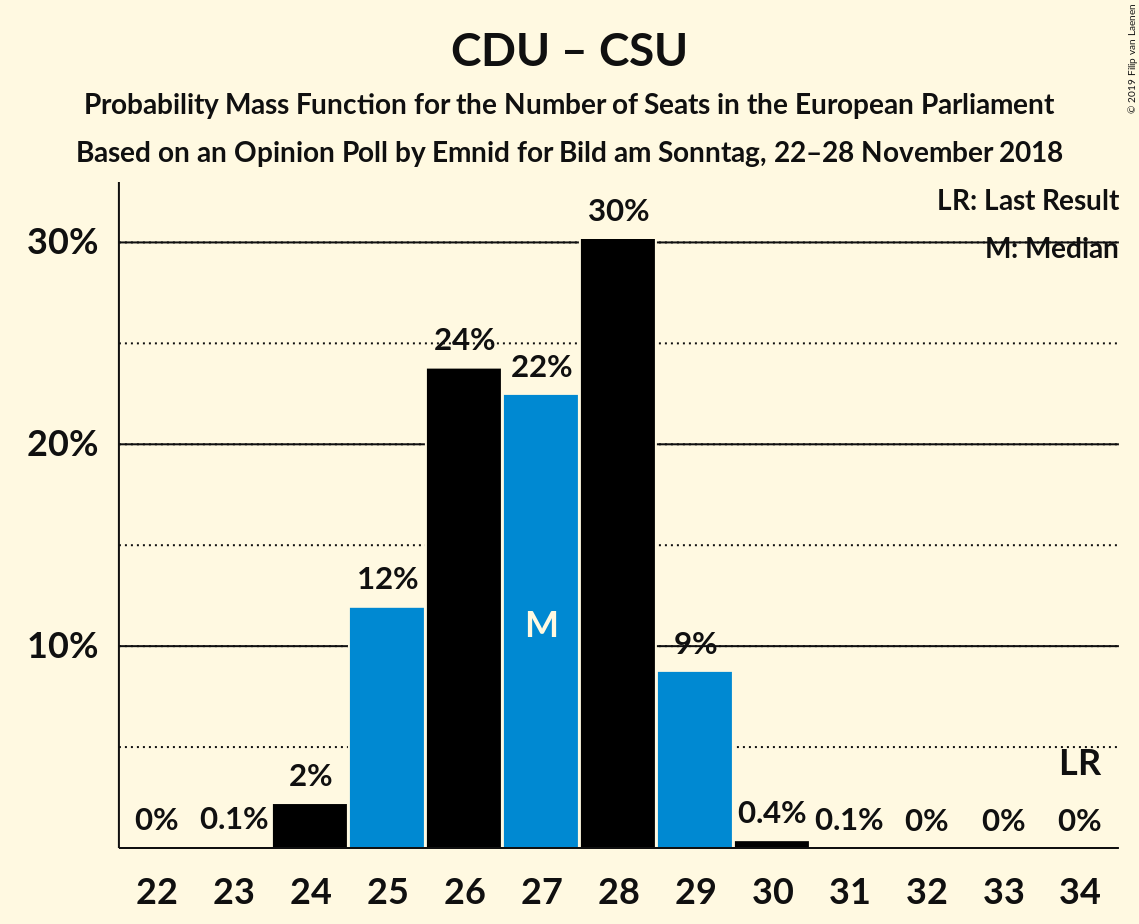 CDU – CSU
Probability Mass Function for the Number of Seats in the European Parliament
Based on an Opinion Poll by Emnid for Bild am Sonntag, 22–28 November 2018
© 2019 Filip van Laenen
LR: Last Result
M: Median
30%
20%
10%
0%
0.1%
2%
12%
24%
22%
30%
9%
0.4%
0.1%
0%
0%
0%
M
LR
22 23 24 25 26 27 28 29 30 31 32 33 34